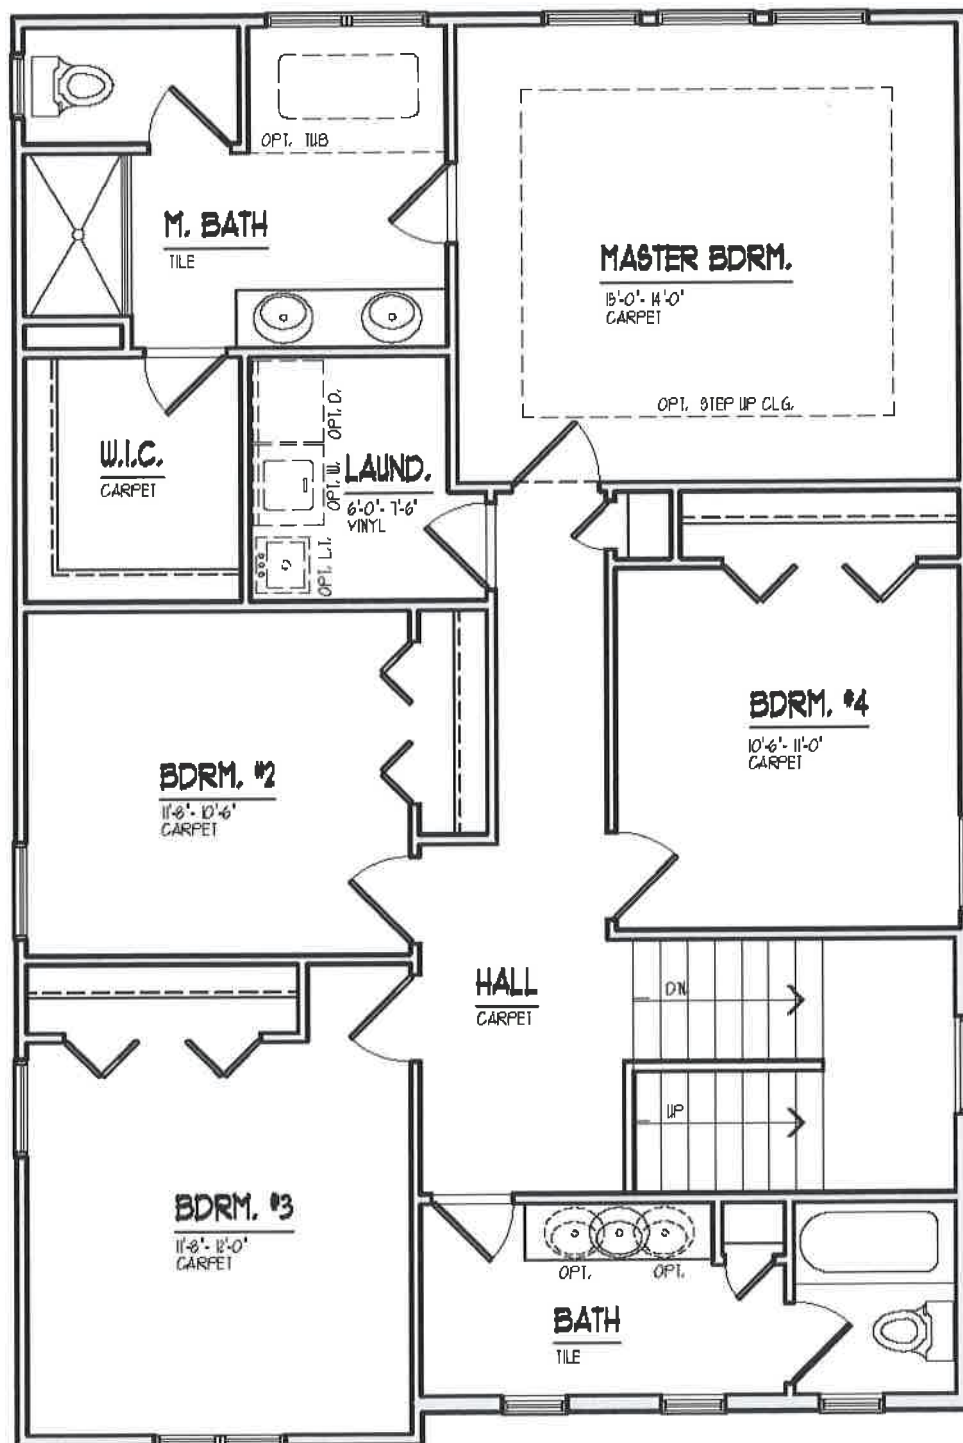 OPT. TUB
M. BATH
TILE
MASTER BDRM.
15'-0" - 14'-0"
CARPET
OPT. STEP UP CLG.
W.I.C.
CARPET
OPT. D.
OPT. W.
OPT. L.T.
LAUND.
6'-0" - 7'-6"
VINYL
BDRM. #4
10'-6" - 11'-0"
CARPET
BDRM. #2
11'-8" - 10'-6"
CARPET
HALL
CARPET
DN
UP
BDRM. #3
11'-8" - 12'-0"
CARPET
OPT.
OPT.
BATH
TILE